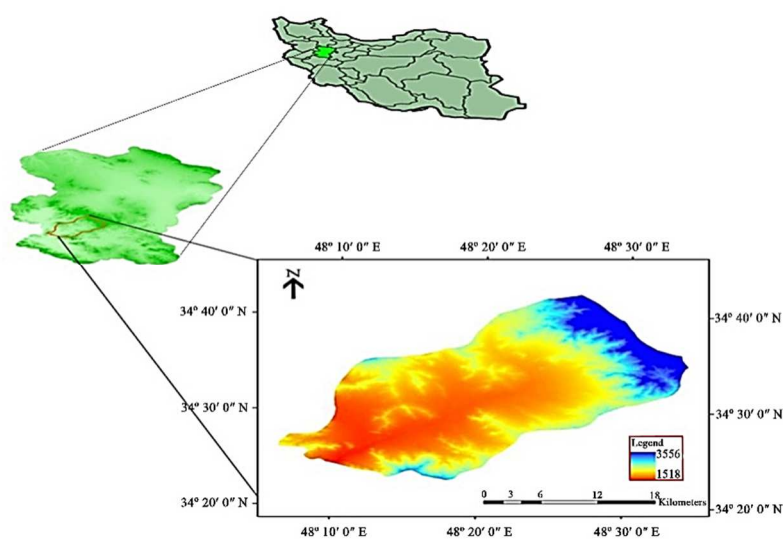 48° 10' 0" E 48° 20' 0" E 48° 30' 0" E
N
34° 40' 0" N 34° 40' 0" N
34° 30' 0" N 34° 30' 0" N
Legend
3556
1518
34° 20' 0" N 34° 20' 0" N
0 3 6 12 18
Kilometers
48° 10' 0" E 48° 20' 0" E 48° 30' 0" E